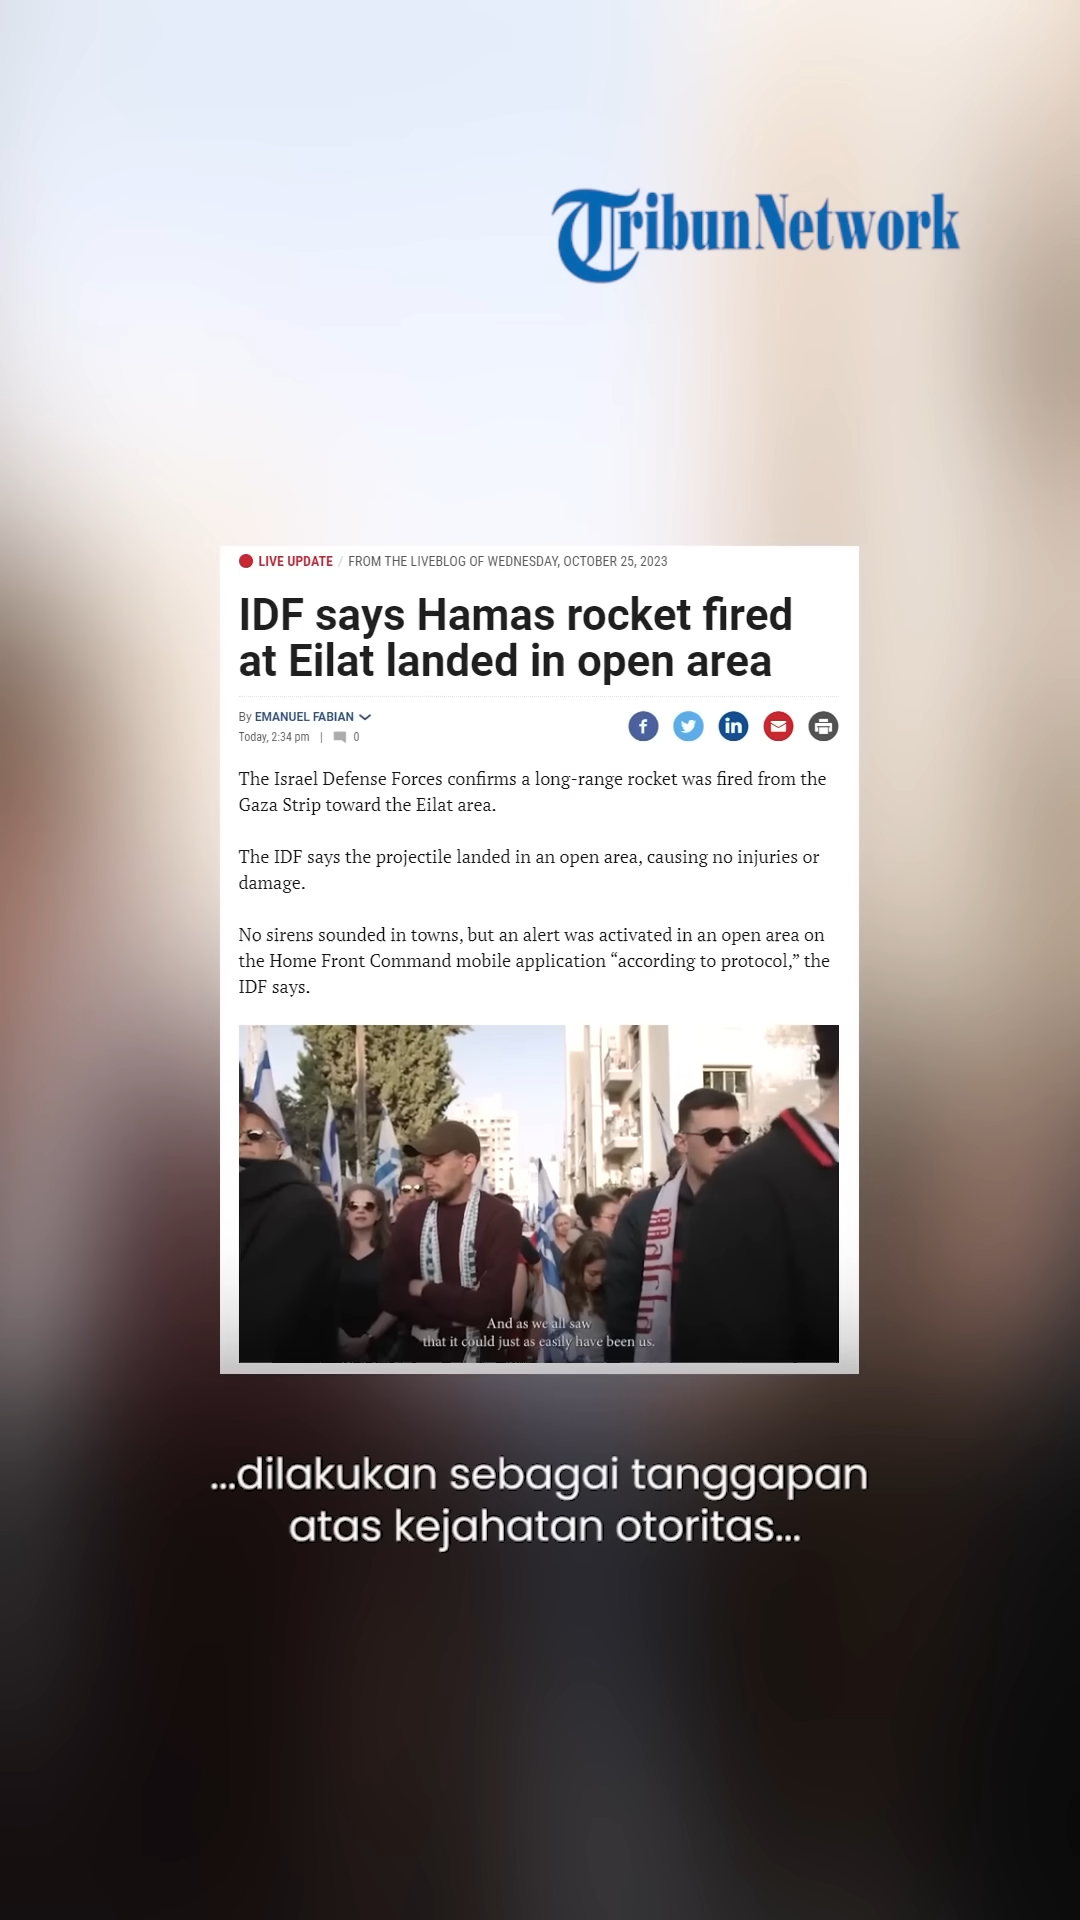 TribunNetwork
LIVE UPDATE / FROM THE LIVEBLOG OF WEDNESDAY, OCTOBER 25, 2023
IDF says Hamas rocket fired
at Eilat landed in open area
By EMANUEL FABIAN
Today, 2:34 pm | 0
The Israel Defense Forces confirms a long-range rocket was fired from the
Gaza Strip toward the Eilat area.
The IDF says the projectile landed in an open area, causing no injuries or
damage.
No sirens sounded in towns, but an alert was activated in an open area on
the Home Front Command mobile application “according to protocol,” the
IDF says.
And as we all saw
that it could just as easily have been us.
...dilakukan sebagai tanggapan
atas kejahatan otoritas...